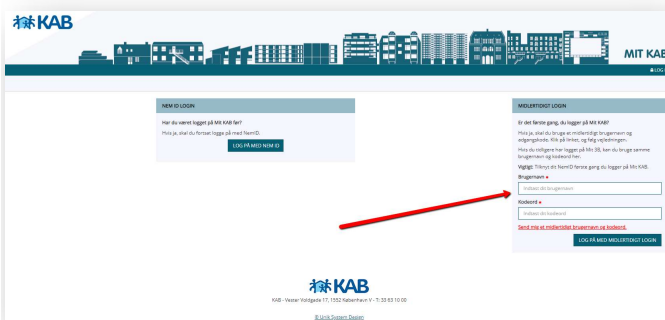 KAB
MIT KAB
LOG
NEM ID LOGIN
Har du været logget på Mit KAB før?
Hvis ja, skal du fortsat logge på med NemID.
LOG PÅ MED NEM ID
MIDLERTIDIGT LOGIN
Er det første gang, du logger på Mit KAB?
Hvis ja, skal du bruge et midlertidigt brugernavn og
adgangskode. Klik på linket, og følg vejledningen.
Hvis du tidligere har logget på Mit 3B, kan du bruge samme
brugernavn og kodeord her.
Vigtigt: Tilknyt dit NemID første gang du logger på Mit KAB.
Brugernavn
Indtast dit brugernavn
Kodeord
Indtast dit kodeord
Send mig et midlertidigt brugernavn og kodeord.
LOG PÅ MED MIDLERTIDIGT LOGIN
KAB
KAB - Vester Voldgade 17, 1552 København V - T: 33 63 10 00
© Unik System Design